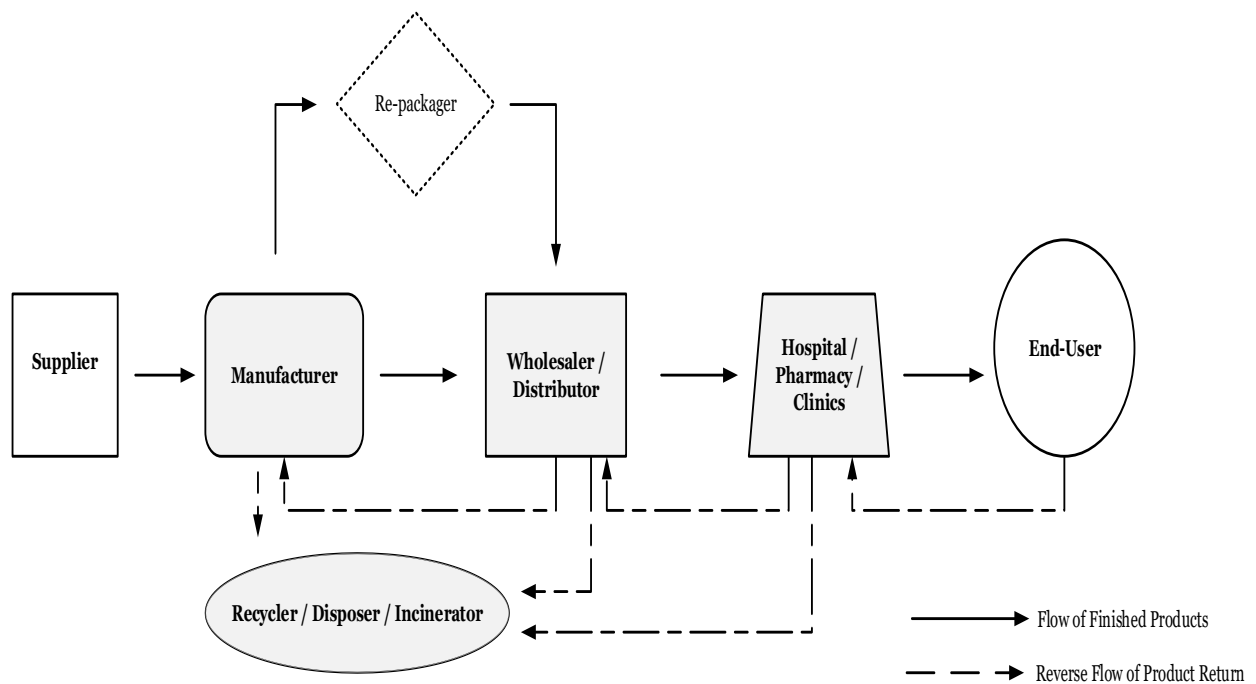 Re-packager
Supplier
Manufacturer
Wholesaler /
Distributor
Hospital /
Pharmacy /
Clinics
End-User
Recycler / Disposer / Incinerator
Flow of Finished Products
Reverse Flow of Product Return